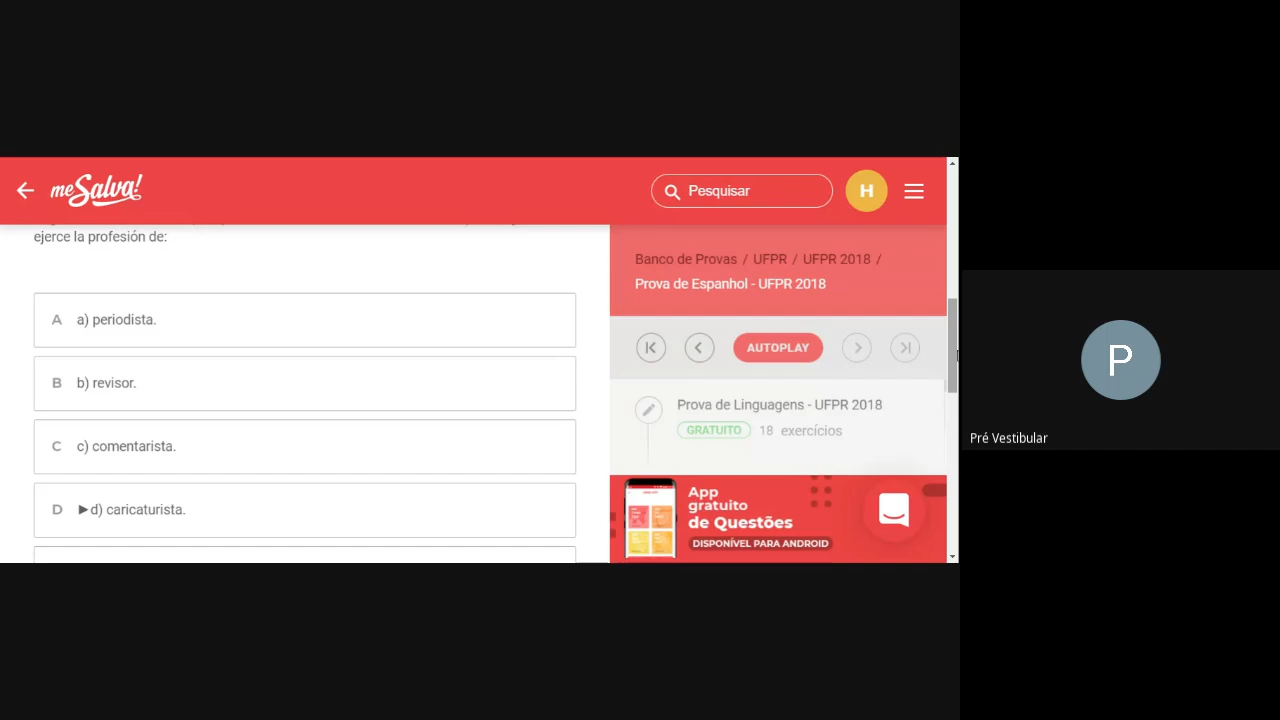 me Salva!
Pesquisar
H
ejerce la profesión de:
A a) periodista.
B b) revisor.
C c) comentarista.
D ►d) caricaturista.
Banco de Provas / UFPR / UFPR 2018 /
Prova de Espanhol - UFPR 2018
AUTOPLAY
Prova de Linguagens - UFPR 2018
GRATUITO 18 exercícios
App
gratuito
de Questões
DISPONÍVEL PARA ANDROID
P
Pré Vestibular